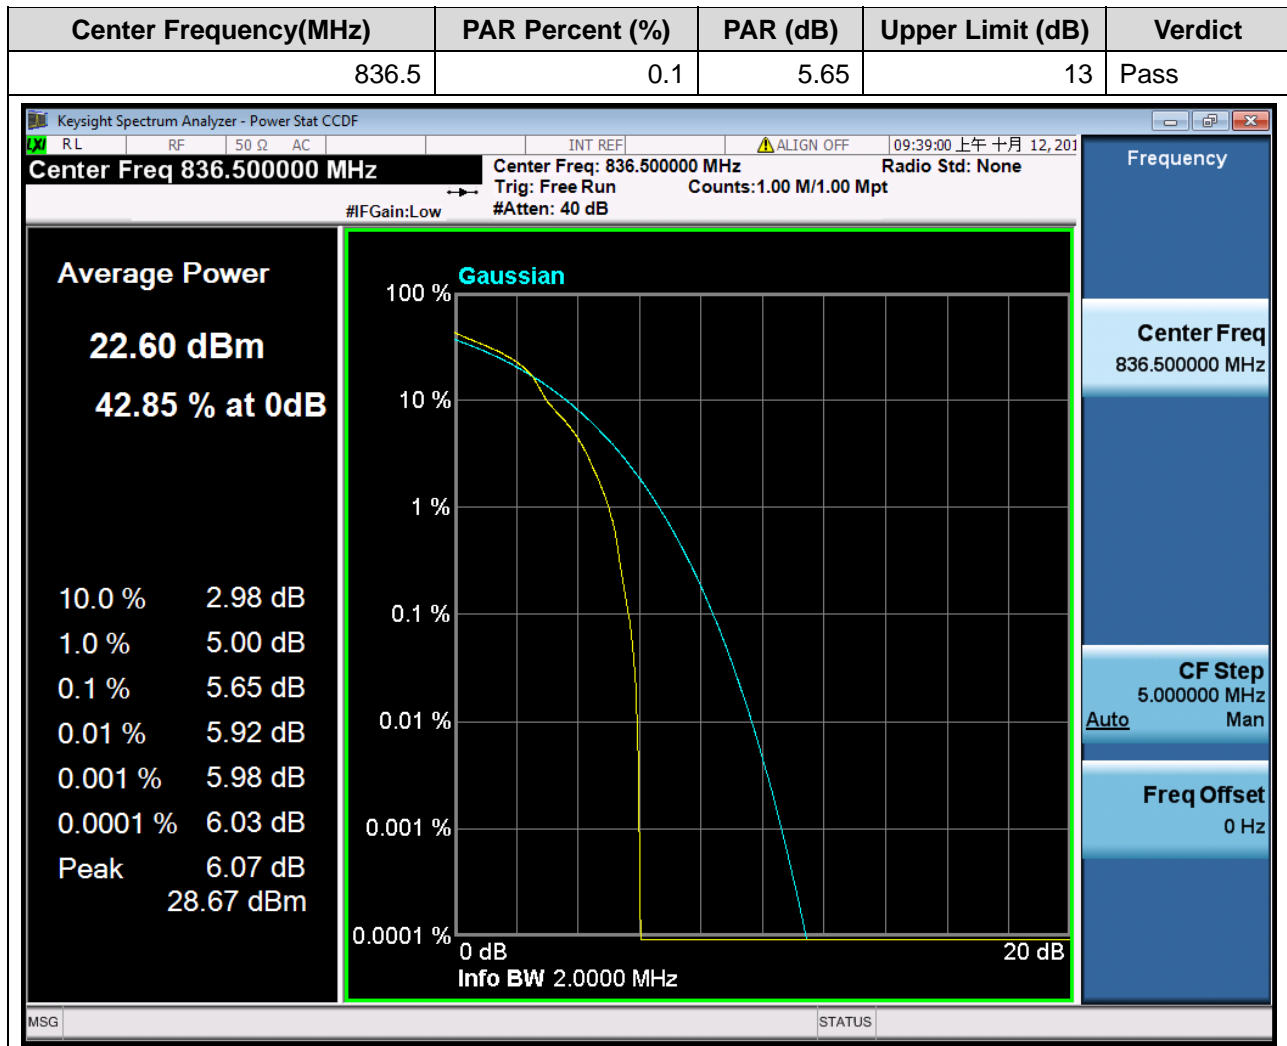 Center Frequency(MHz) PAR Percent (%) PAR (dB) Upper Limit (dB) Verdict
836.5 0.1 5.65 13 Pass
Keysight Spectrum Analyzer - Power Stat CCDF
LXI RL RF 50 Ω AC INT REF ALIGN OFF 09:39:00 上午 十月 12, 201
Center Freq 836.500000 MHz
Center Freq: 836.500000 MHz Radio Std: None
Trig: Free Run Counts:1.00 M/1.00 Mpt
#IFGain:Low #Atten: 40 dB
Average Power
22.60 dBm
42.85 % at 0dB
10.0 % 2.98 dB
1.0 % 5.00 dB
0.1 % 5.65 dB
0.01 % 5.92 dB
0.001 % 5.98 dB
0.0001 % 6.03 dB
Peak 6.07 dB
28.67 dBm
Gaussian
100 %
10 %
1 %
0.1 %
0.01 %
0.001 %
0.0001 %
0 dB 20 dB
Info BW 2.0000 MHz
Frequency
Center Freq
836.500000 MHz
CF Step
5.000000 MHz
Auto Man
Freq Offset
0 Hz
MSG STATUS